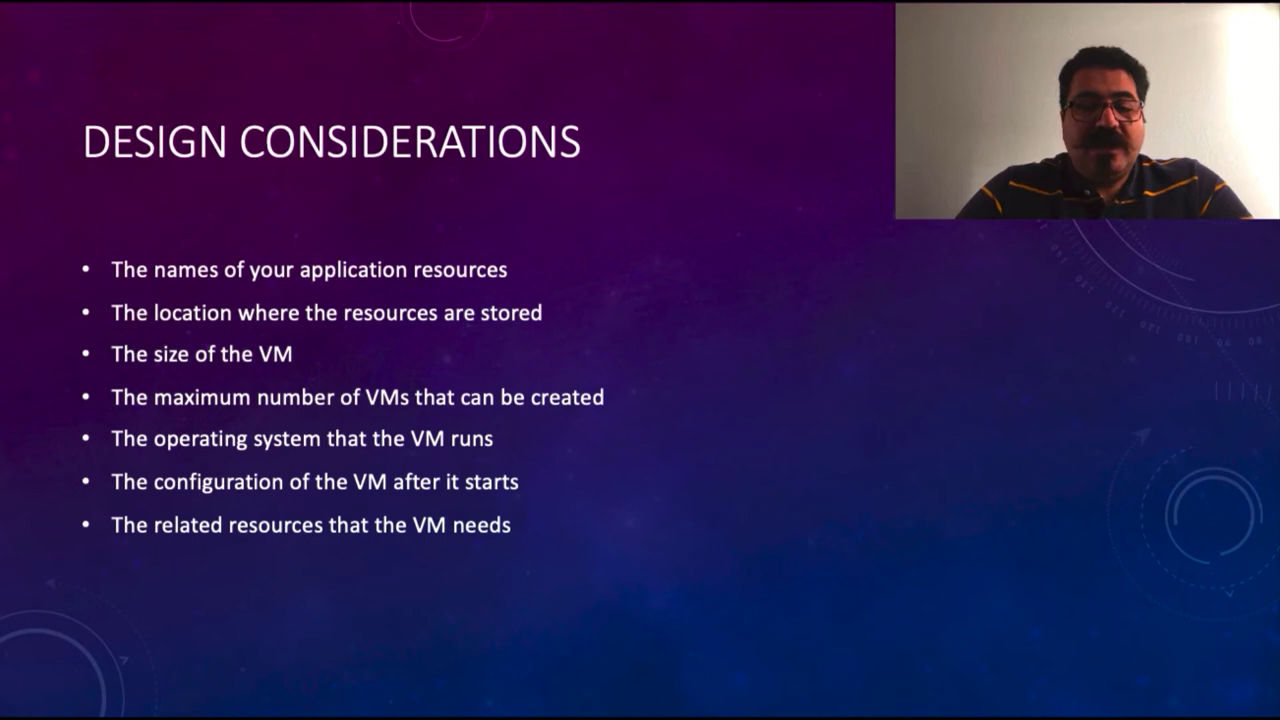 DESIGN CONSIDERATIONS
• The names of your application resources
• The location where the resources are stored
• The size of the VM
• The maximum number of VMs that can be created
• The operating system that the VM runs
• The configuration of the VM after it starts
• The related resources that the VM needs